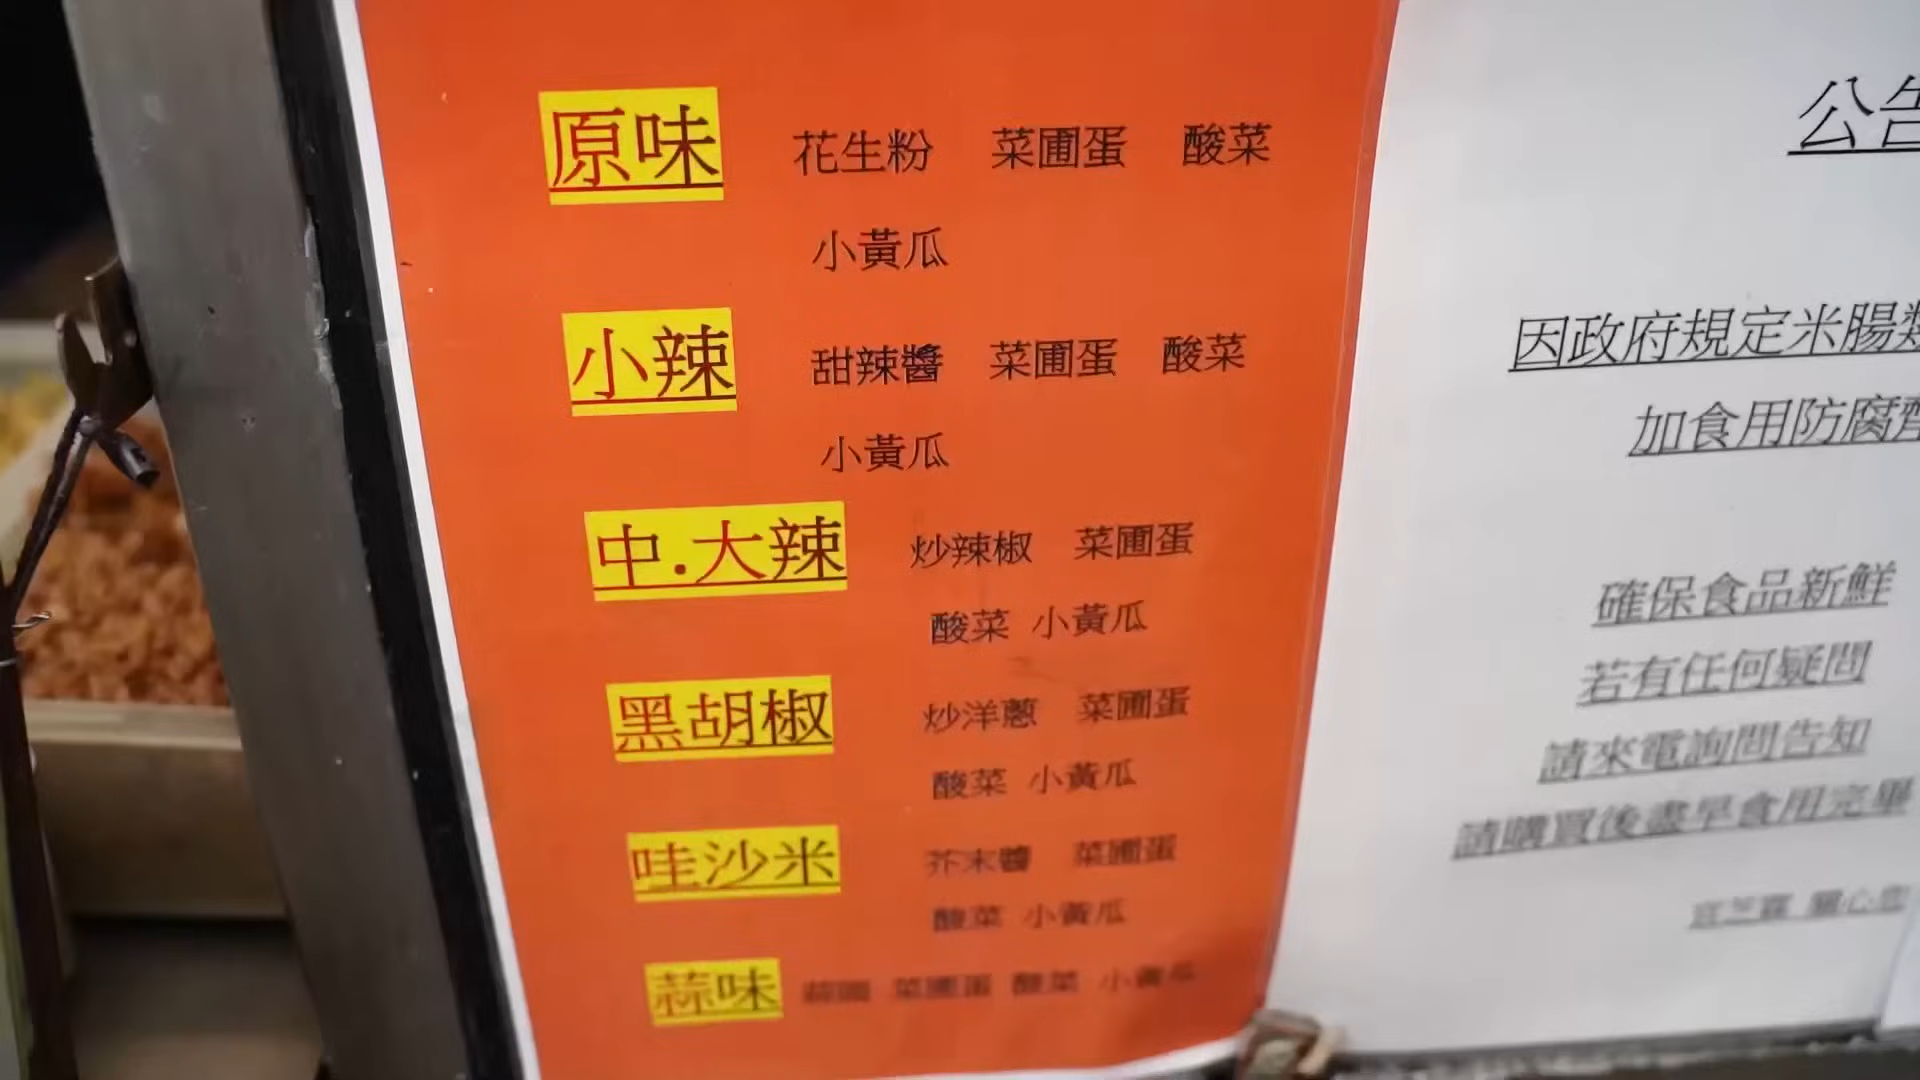 原味 花生粉 菜圃蛋 酸菜
小黃瓜
小辣 甜辣醬 菜圃蛋 酸菜
小黃瓜
中.大辣 炒辣椒 菜圃蛋
酸菜 小黃瓜
黑胡椒 炒洋蔥 菜圃蛋
酸菜 小黃瓜
哇沙米 芥末醬 菜圃蛋
酸菜 小黃瓜
蒜味 菜圃蛋 酸菜 小黃瓜
公告
因政府規定米腸類
加食用防腐劑
確保食品新鮮
若有任何疑問
請來電詢問告知
請購買後盡早食用完畢
關心您